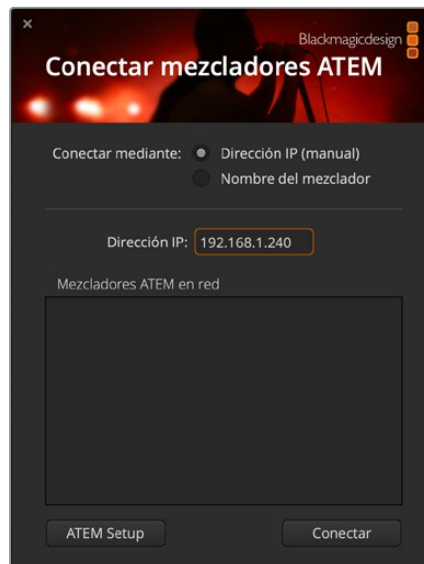 Blackmagicdesign
Conectar mezcladores ATEM
Conectar mediante: Dirección IP (manual)
Nombre del mezclador
Dirección IP: 192.168.1.240
Mezcladores ATEM en red
ATEM Setup Conectar